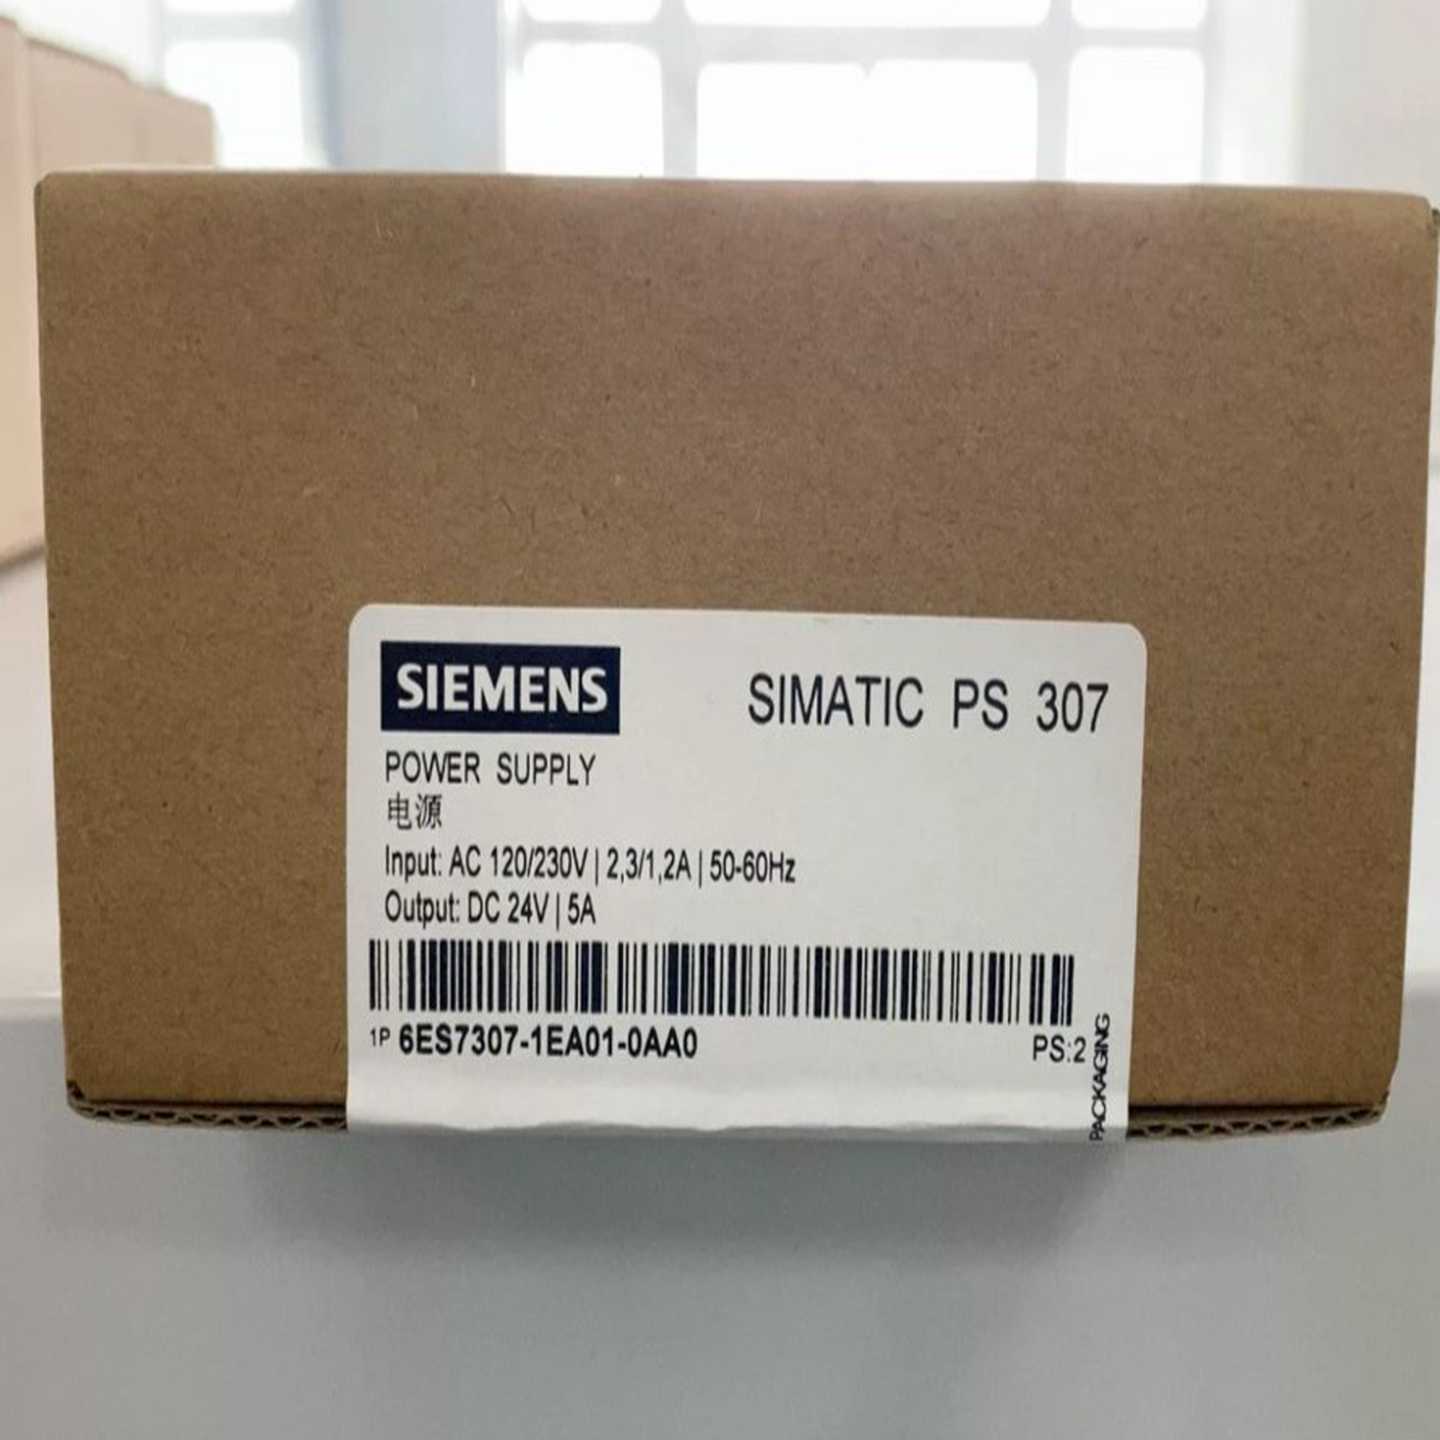 SIEMENS
SIMATIC PS 307
POWER SUPPLY
电源
Input: AC 120/230V | 2,3/1,2A | 50-60Hz
Output: DC 24V | 5A
1P 6ES7307-1EA01-0AA0
PS:2
PACKAGING